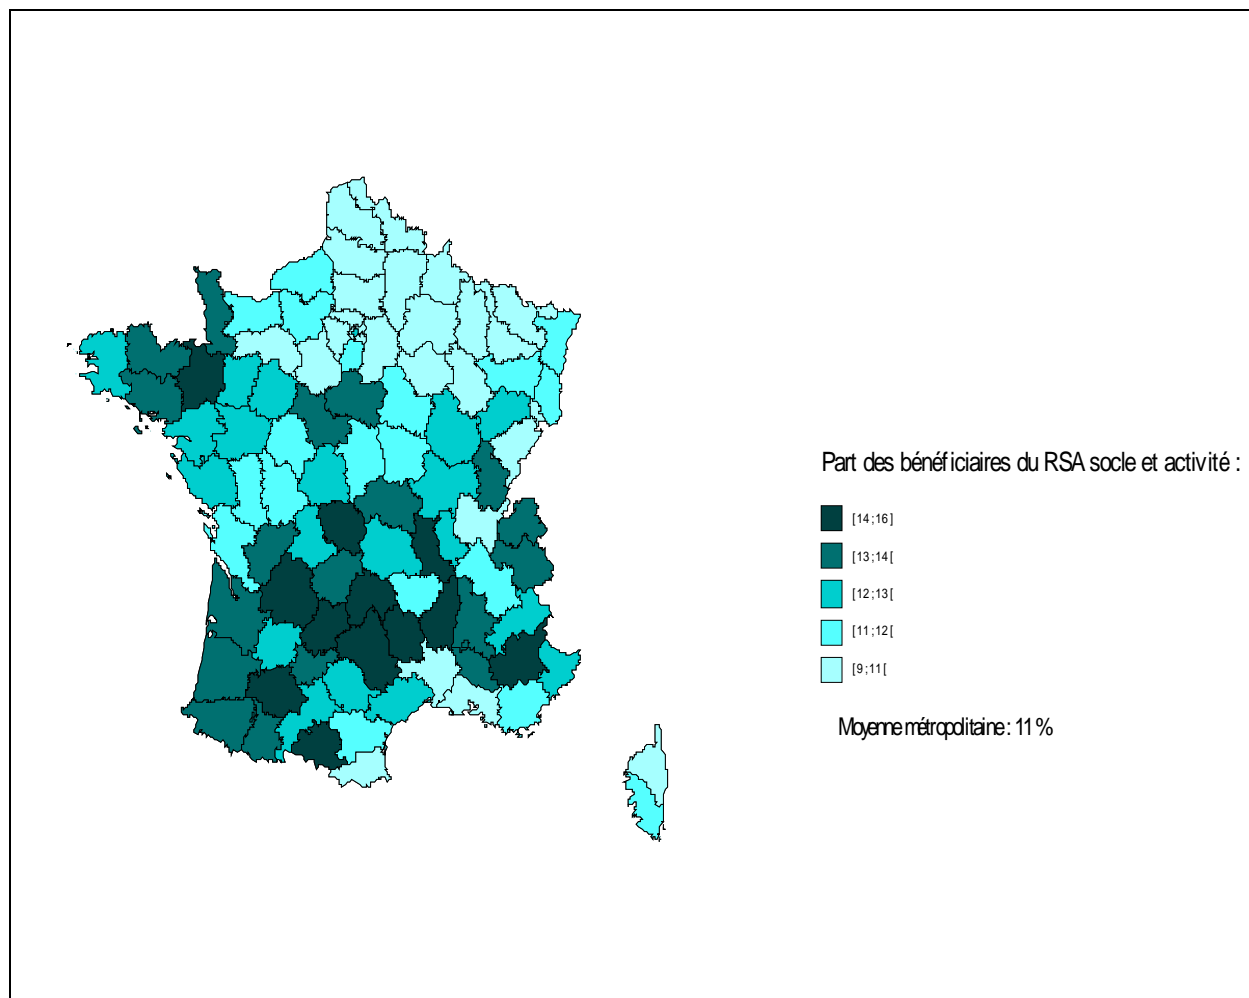 Part des bénéficiaires du RSA socle et activité :
[14;16]
[13;14[
[12;13[
[11;12[
[9;11[
Moyenne métropolitaine : 11 %